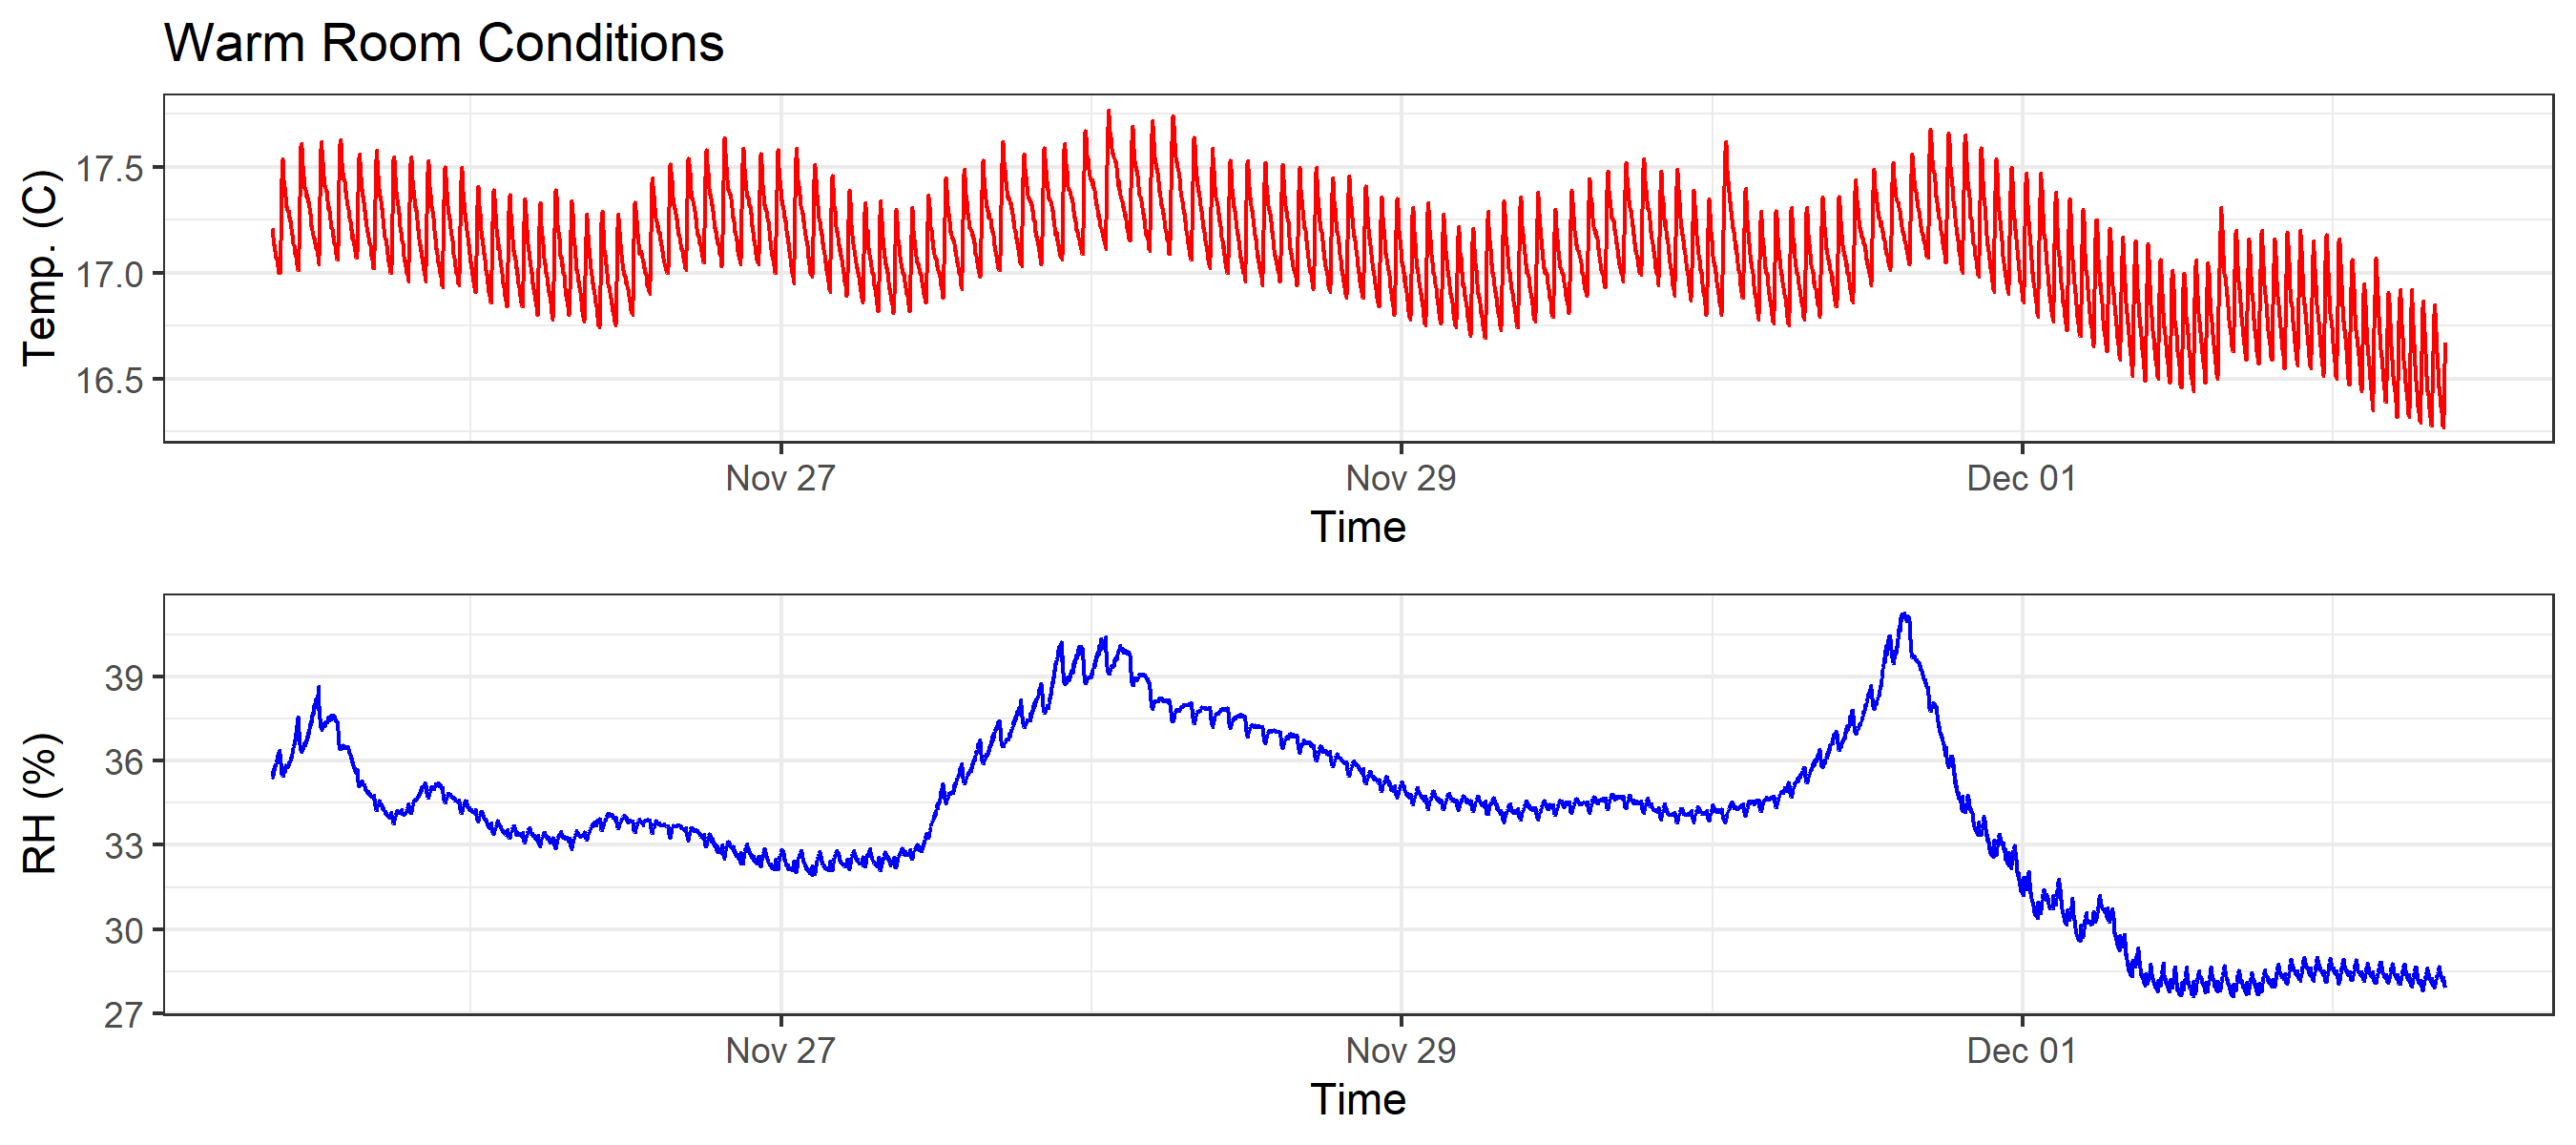 Warm Room Conditions
Temp. (C)
17.5
17.0
16.5
Nov 27 Nov 29 Dec 01
Time
RH (%)
39
36
33
30
27
Nov 27 Nov 29 Dec 01
Time